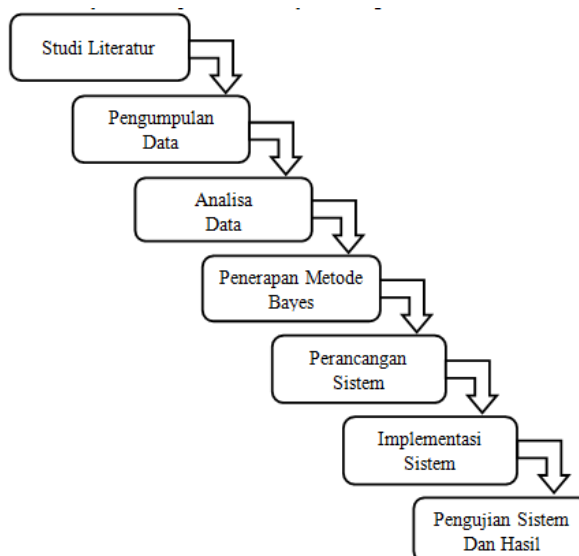 Studi Literatur
Pengumpulan
Data
Analisa
Data
Penerapan Metode
Bayes
Perancangan
Sistem
Implementasi
Sistem
Pengujian Sistem
Dan Hasil